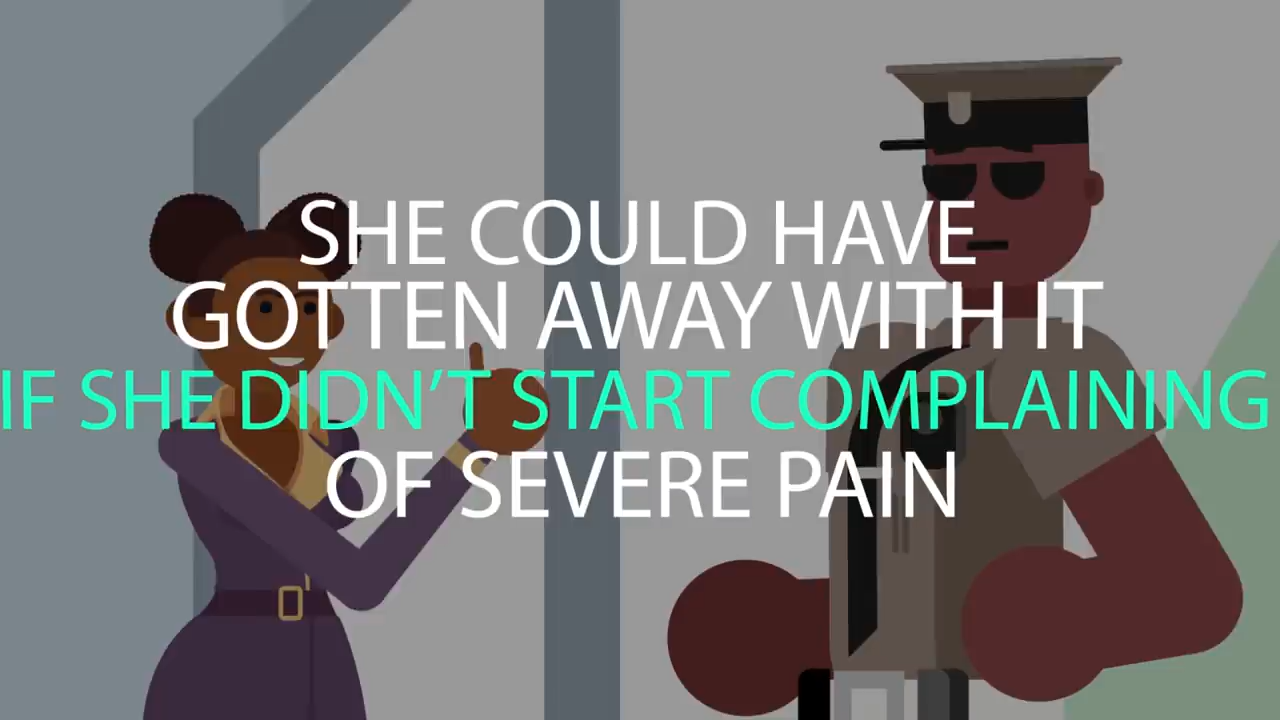 SHE COULD HAVE
GOTTEN AWAY WITH IT
IF SHE DIDN’T START COMPLAINING
OF SEVERE PAIN